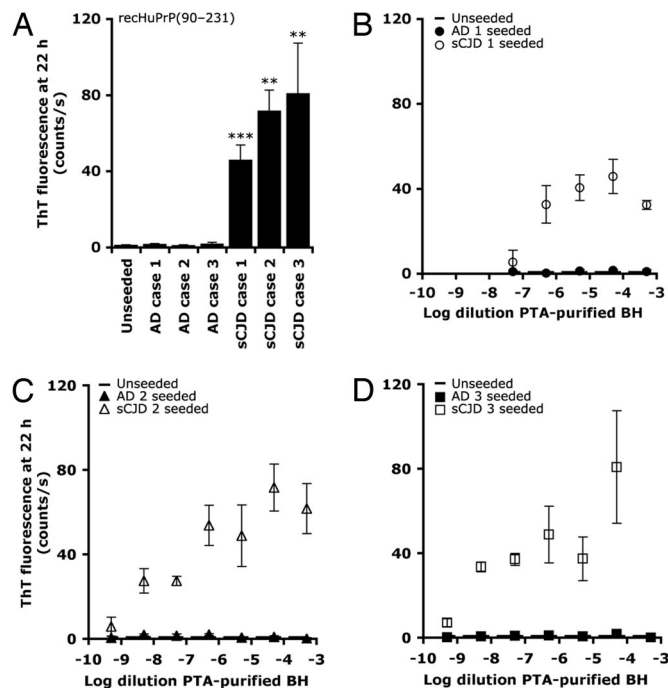 A
recHuPrP(90–231)
ThT fluorescence at 22 h
(counts/s)
120
80
40
0
***
**
**
Unseeded
AD case 1
AD case 2
AD case 3
sCJD case 1
sCJD case 2
sCJD case 3
B
Unseeded
AD 1 seeded
sCJD 1 seeded
120
80
40
0
-10 -9 -8 -7 -6 -5 -4 -3
Log dilution PTA-purified BH
C
Unseeded
AD 2 seeded
sCJD 2 seeded
ThT fluorescence at 22 h
(counts/s)
120
80
40
0
-10 -9 -8 -7 -6 -5 -4 -3
Log dilution PTA-purified BH
D
Unseeded
AD 3 seeded
sCJD 3 seeded
120
80
40
0
-10 -9 -8 -7 -6 -5 -4 -3
Log dilution PTA-purified BH